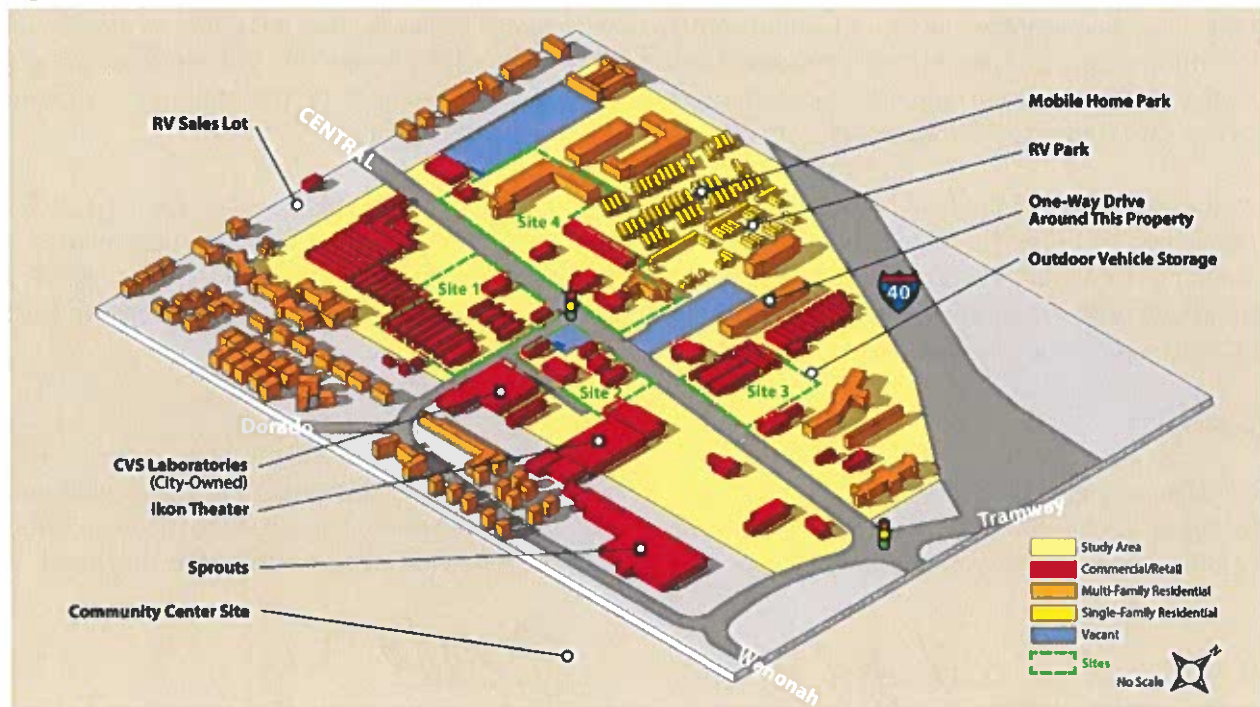 RV Sales Lot
CENTRAL
Mobile Home Park
RV Park
One-Way Drive
Around This Property
Outdoor Vehicle Storage
40
Site 4
Site 1
Site 2
Site 3
Dorado
CVS Laboratories
(City-Owned)
Ikon Theater
Sprouts
Community Center Site
Tramway
Wenonah
Study Area
Commercial/Retail
Multi-Family Residential
Single-Family Residential
Vacant
Sites
No Scale
N